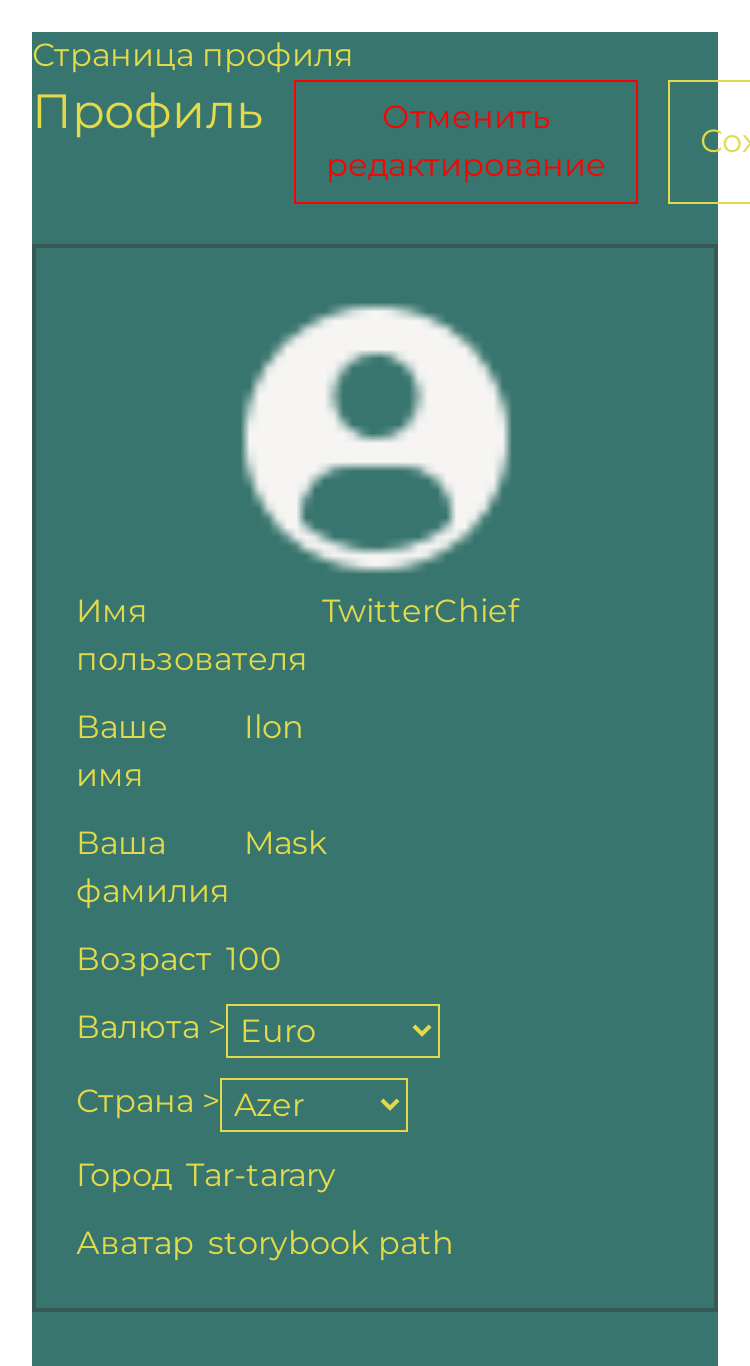 Страница профиля
Профиль
Отменить
редактирование
Имя TwitterChief
пользователя
Ваше Ilon
имя
Ваша Mask
фамилия
Возраст 100
Валюта > Euro
Страна > Azer
Город Tar-tarary
Аватар storybook path